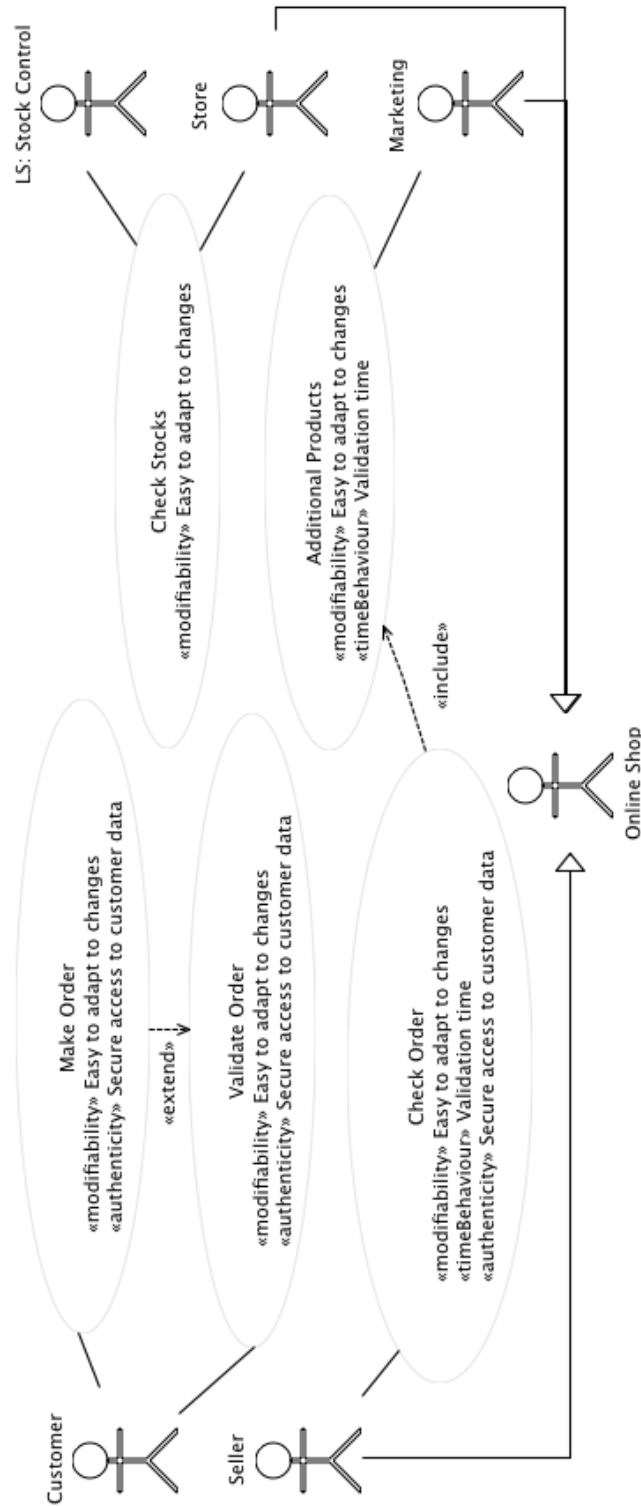 Customer
Seller
Make Order
«modifiability» Easy to adapt to changes
«authenticity» Secure access to customer data
«extend»
Validate Order
«modifiability» Easy to adapt to changes
«authenticity» Secure access to customer data
Check Order
«modifiability» Easy to adapt to changes
«timeBehaviour» Validation time
«authenticity» Secure access to customer data
Check Stocks
«modifiability» Easy to adapt to changes
Additional Products
«modifiability» Easy to adapt to changes
«timeBehaviour» Validation time
«include»
LS: Stock Control
Store
Marketing
Online Shop